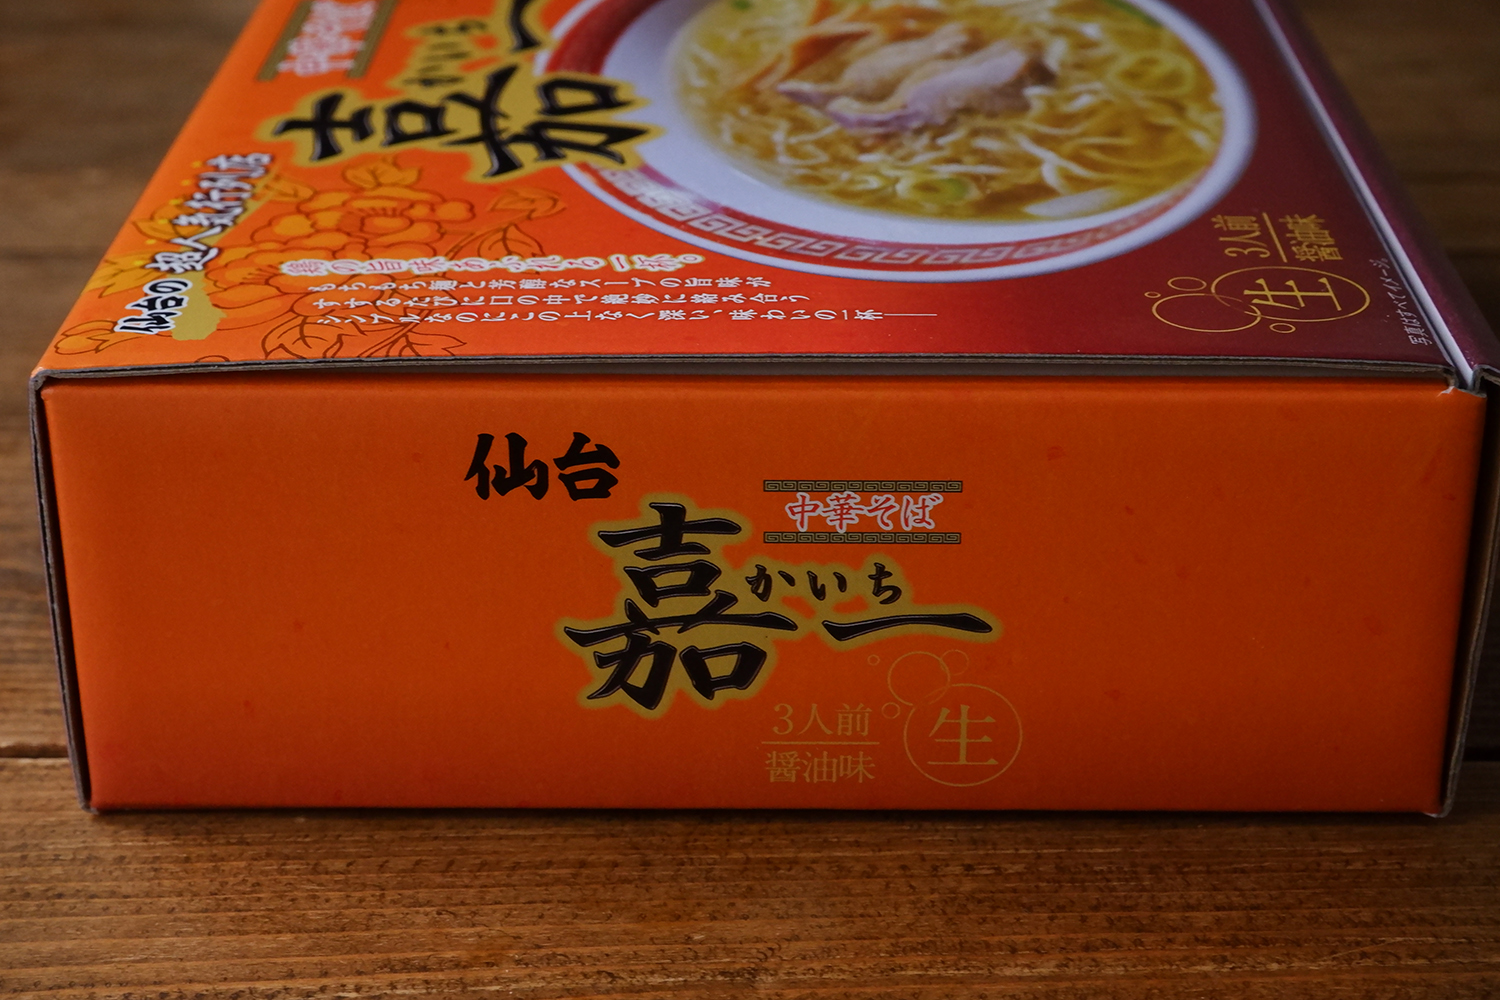 中華そば
かいち
嘉一
仙台の超人気行列店
鶏の旨味あふれる一杯。
もちもち麺と芳醇なスープの旨味が
すするたびに口の中で絶妙に絡み合う
シンプルなのにこの上なく深い、味わいの一杯――
3人前
醤油味
生
写真はすべてイメージ。
仙台
中華そば
嘉一
かいち
3人前
醤油味
生